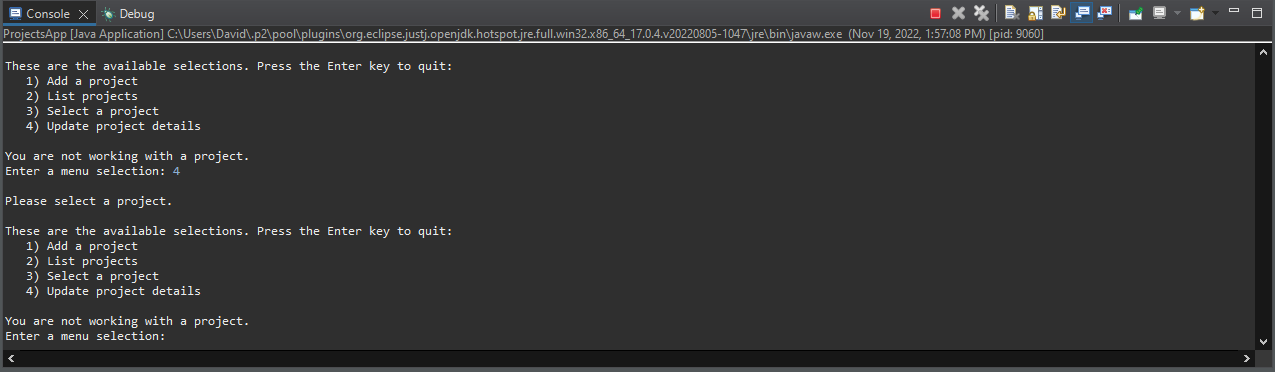 Console Debug
ProjectsApp [Java Application] C:\Users\David\.p2\pool\plugins\org.eclipse.justj.openjdk.hotspot.jre.full.win32.x86_64_17.0.4.v20220805-1047\jre\bin\javaw.exe (Nov 19, 2022, 1:57:08 PM) [pid: 9060]
These are the available selections. Press the Enter key to quit:
   1) Add a project
   2) List projects
   3) Select a project
   4) Update project details
You are not working with a project.
Enter a menu selection: 4
Please select a project.
These are the available selections. Press the Enter key to quit:
   1) Add a project
   2) List projects
   3) Select a project
   4) Update project details
You are not working with a project.
Enter a menu selection: